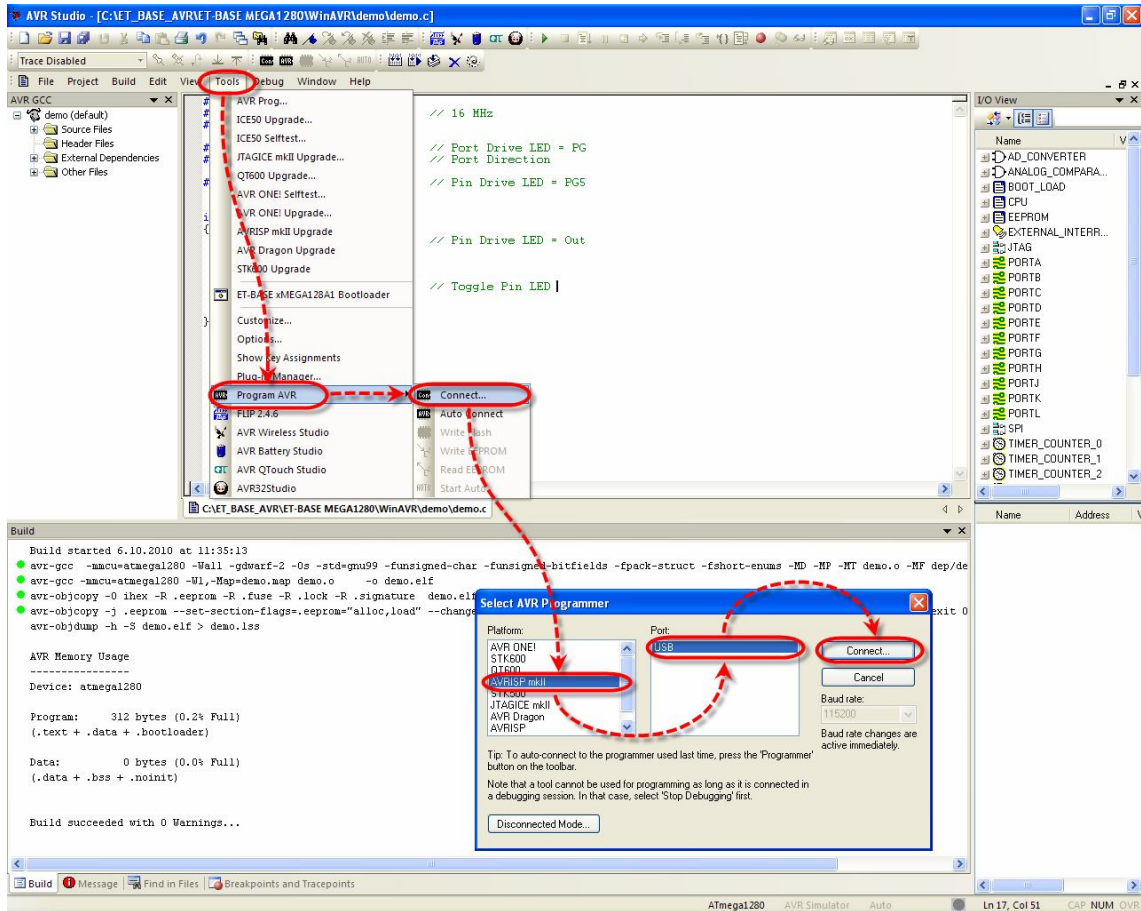 AVR Studio - [C:\ET_BASE_AVR\ET-BASE MEGA1280\WinAVR\demo\demo.c]
Trace Disabled
File Project Build Edit View Tools Debug Window Help
AVR GCC
demo (default)
Source Files
Header Files
External Dependencies
Other Files
AVR Prog...
ICE50 Upgrade...
ICE50 Selftest...
JTAGICE mkII Upgrade...
QT600 Upgrade...
AVR ONE! Selftest...
AVR ONE! Upgrade...
AVRISP mkII Upgrade
AVR Dragon Upgrade
STK600 Upgrade
ET-BASE xMEGA128A1 Bootloader
Customize...
Options...
Show Key Assignments
Plug-in Manager...
Program AVR
FLIP 2.4.6
AVR Wireless Studio
AVR Battery Studio
AVR QTouch Studio
AVR32Studio
Connect...
Auto Connect
Write Flash
Write EEPROM
Read EEPROM
Start Auto
#
#
#
#
#
#
i
{
}
// 16 MHz
// Port Drive LED = PG
// Port Direction
// Pin Drive LED = PG5
// Pin Drive LED = Out
// Toggle Pin LED
C:\ET_BASE_AVR\ET-BASE MEGA1280\WinAVR\demo\demo.c
I/O View
Name V
AD_CONVERTER
ANALOG_COMPARA...
BOOT_LOAD
CPU
EEPROM
EXTERNAL_INTERR...
JTAG
PORTA
PORTB
PORTC
PORTD
PORTE
PORTF
PORTG
PORTH
PORTJ
PORTK
PORTL
SPI
TIMER_COUNTER_0
TIMER_COUNTER_1
TIMER_COUNTER_2
Name Address V
Build
Build started 6.10.2010 at 11:35:13
avr-gcc -mmcu=atmega1280 -Wall -gdwarf-2 -Os -std=gnu99 -funsigned-char -funsigned-bitfields -fpack-struct -fshort-enums -MD -MP -MT demo.o -MF dep/de
avr-gcc -mmcu=atmega1280 -Wl,-Map=demo.map demo.o -o demo.elf
avr-objcopy -O ihex -R .eeprom -R .fuse -R .lock -R .signature demo.elf
avr-objcopy -j .eeprom --set-section-flags=.eeprom="alloc,load" --change exit 0
avr-objdump -h -S demo.elf > demo.lss
AVR Memory Usage
----------------
Device: atmega1280
Program: 312 bytes (0.2% Full)
(.text + .data + .bootloader)
Data: 0 bytes (0.0% Full)
(.data + .bss + .noinit)
Build succeeded with 0 Warnings...
Select AVR Programmer
Platform:
AVR ONE!
STK600
QT600
AVRISP mkII
STK500
JTAGICE mkII
AVR Dragon
AVRISP
Port:
USB
Connect...
Cancel
Baud rate:
115200
Baud rate changes are
active immediately.
Tip: To auto-connect to the programmer used last time, press the 'Programmer'
button on the toolbar.
Note that a tool cannot be used for programming as long as it is connected in
a debugging session. In that case, select 'Stop Debugging' first.
Disconnected Mode...
Build Message Find in Files Breakpoints and Tracepoints
ATmega1280 AVR Simulator Auto Ln 17, Col 51 CAP NUM OVR